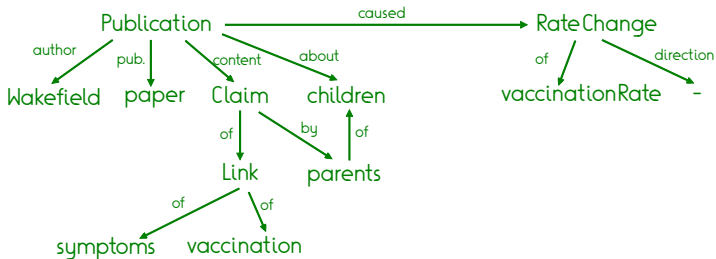 caused
Publication RateChange
author pub. content about of direction
Wakefield paper Claim children vaccinationRate -
of by of
Link parents
of of
symptoms vaccination